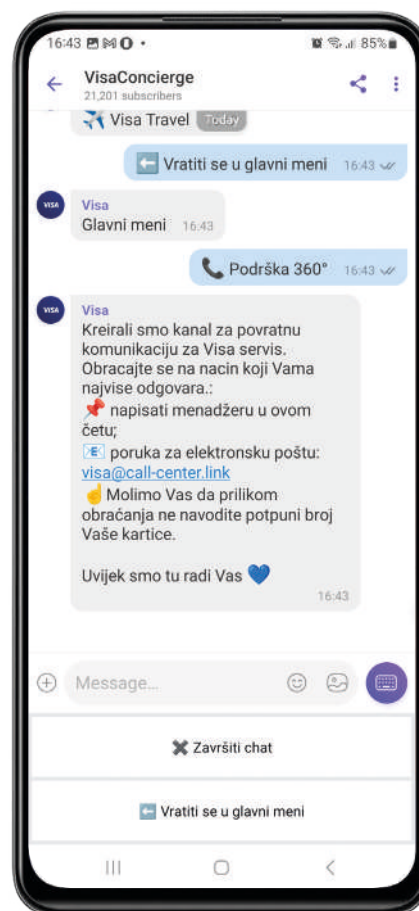 16:43
85%
VisaConcierge
21,201 subscribers
Visa Travel Today
Vratiti se u glavni meni 16:43
VISA Visa
Glavni meni 16:43
Podrška 360° 16:43
VISA Visa
Kreirali smo kanal za povratnu
komunikaciju za Visa servis.
Obracajte se na nacin koji Vama
najvise odgovara.:
📌 napisati menadžeru u ovom
četu;
📧 poruka za elektronsku poštu:
visa@call-center.link
☝Molimo Vas da prilikom
obraćanja ne navodite potpuni broj
Vaše kartice.
Uvijek smo tu radi Vas 💙
16:43
Message...
✖ Završiti chat
⬅ Vratiti se u glavni meni